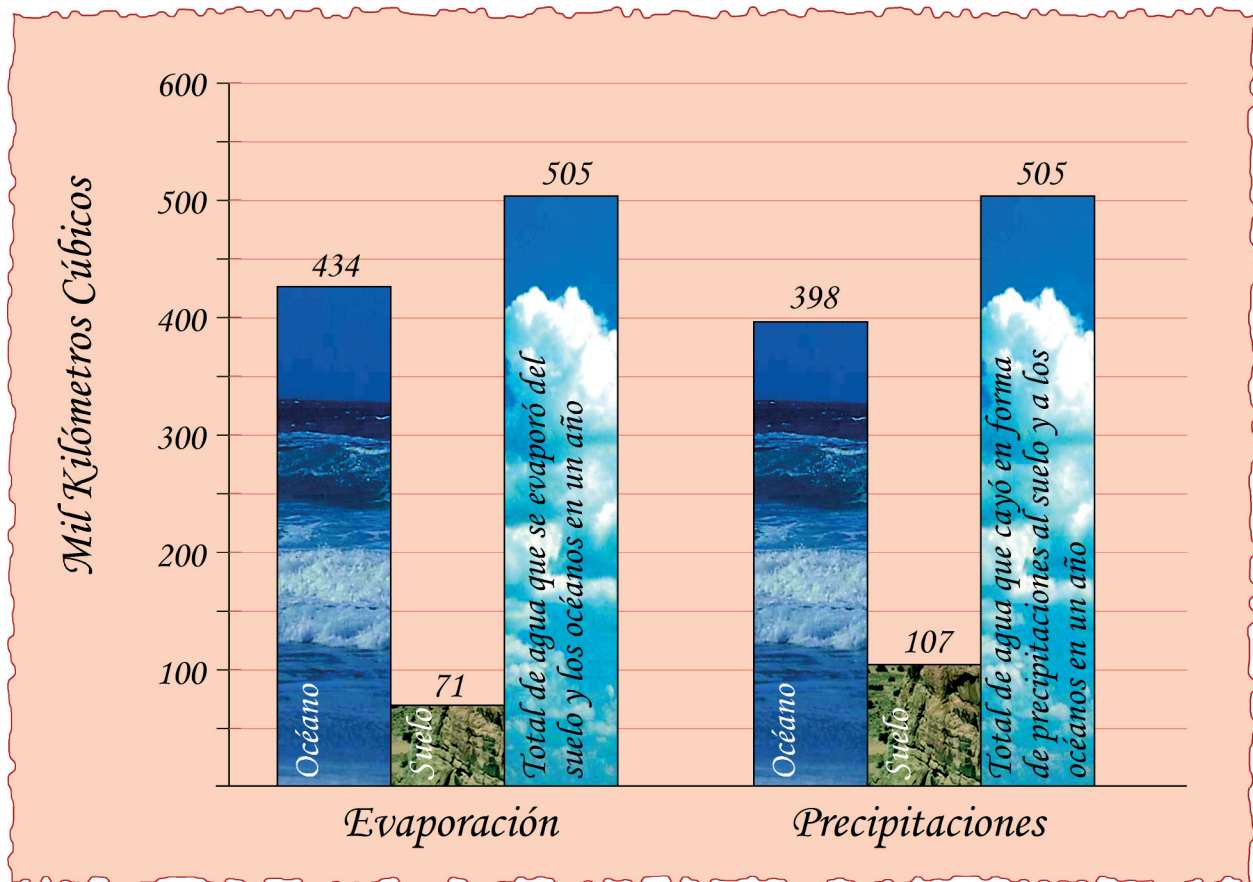 Mil Kilómetros Cúbicos
600
500
400
300
200
100
434
71
505
398
107
505
Océano
Suelo
Total de agua que se evaporó del
suelo y los océanos en un año
Océano
Suelo
Total de agua que cayó en forma
de precipitaciones al suelo y a los
océanos en un año
Evaporación
Precipitaciones